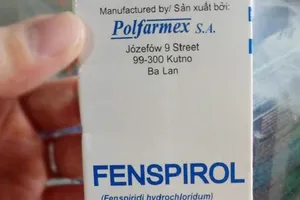 Manufactured by/ Sản xuất bởi:
Polfarmex S.A.
Józefów 9 Street
99-300 Kutno
Ba Lan
FENSPIROL
(Fenspiridi hydrochloridum)